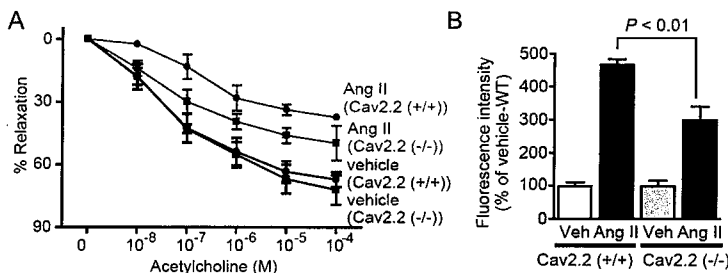 A
0
30
60
90
% Relaxation
0
10⁻⁸
10⁻⁷
10⁻⁶
10⁻⁵
10⁻⁴
Acetylcholine (M)
Ang II
(Cav2.2 (+/+))
Ang II
(Cav2.2 (-/-))
vehicle
(Cav2.2 (+/+))
vehicle
(Cav2.2 (-/-))
B
P < 0.01
Fluorescence intensity
(% of vehicle-WT)
500
400
300
200
100
0
Veh Ang II Veh Ang II
Cav2.2 (+/+) Cav2.2 (-/-)